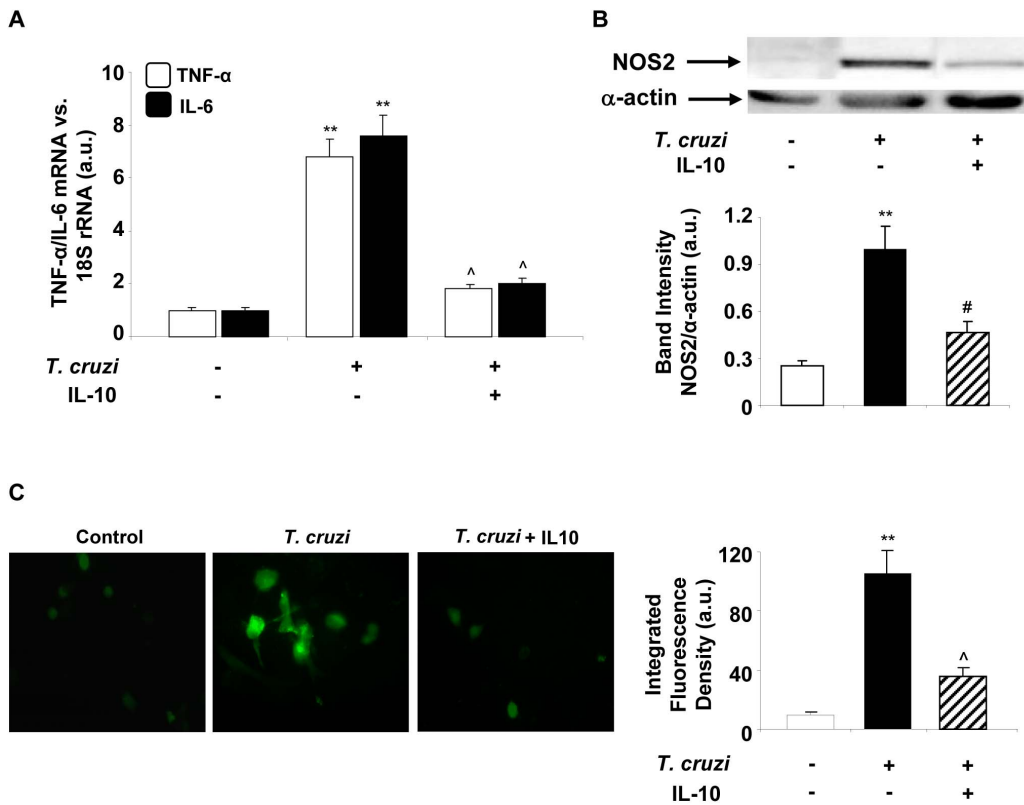 A
TNF-α
IL-6
TNF-α/IL-6 mRNA vs.
18S rRNA (a.u.)
10
8
6
4
2
0
**
**
^
^
T. cruzi - + +
IL-10 - - +
B
NOS2
α-actin
T. cruzi - + +
IL-10 - - +
Band Intensity
NOS2/α-actin (a.u.)
1.2
0.9
0.6
0.3
0
**
#
C
Control
T. cruzi
T. cruzi + IL10
Integrated
Fluorescence
Density (a.u.)
120
80
40
0
**
^
T. cruzi - + +
IL-10 - - +